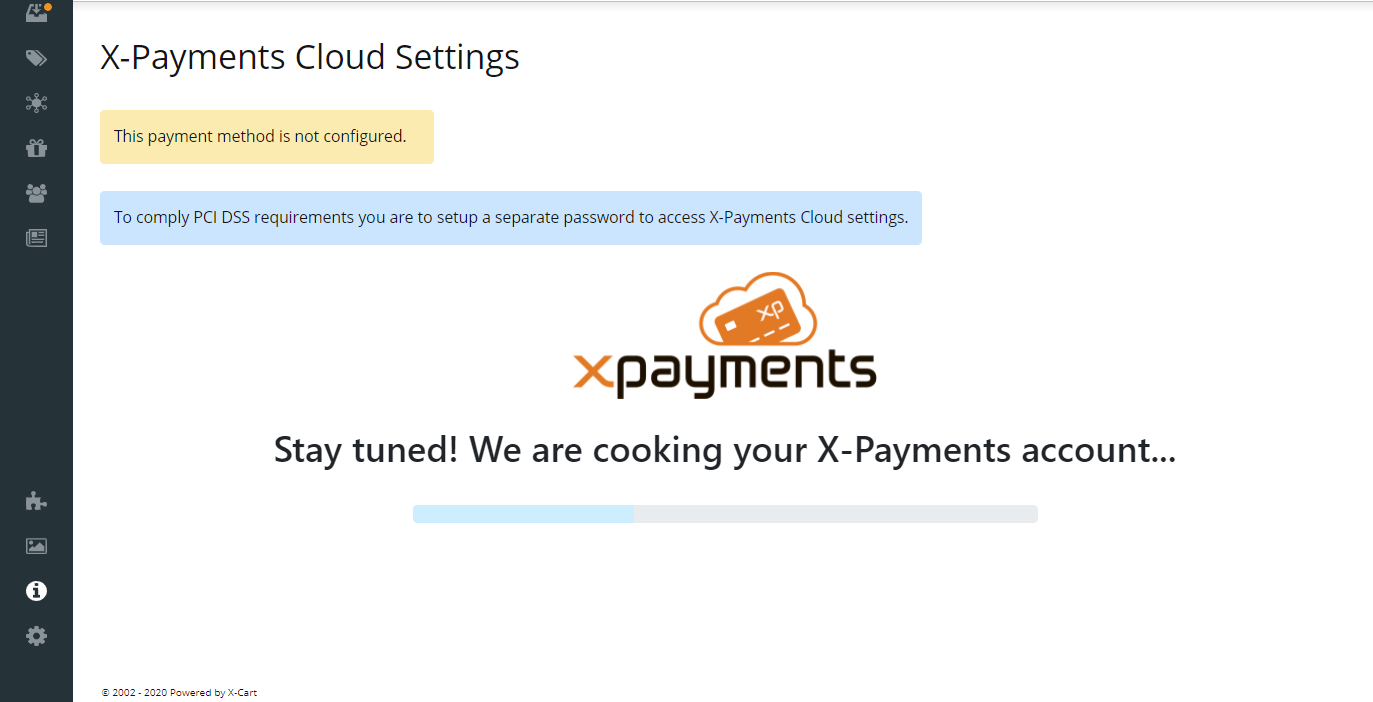 X-Payments Cloud Settings
This payment method is not configured.
To comply PCI DSS requirements you are to setup a separate password to access X-Payments Cloud settings.
xp
xpayments
Stay tuned! We are cooking your X-Payments account...
© 2002 - 2020 Powered by X-Cart